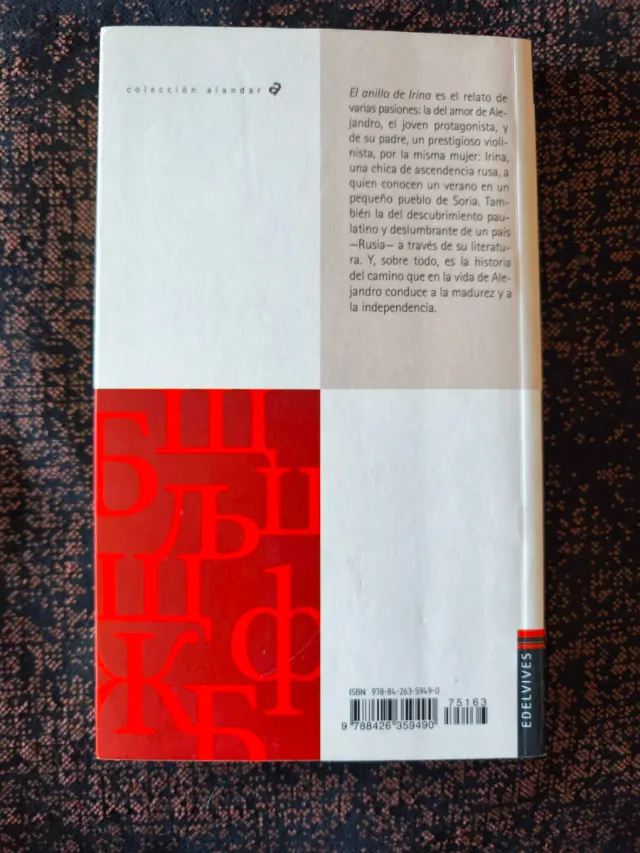 colección alandar a
El anillo de Irina es el relato de
varias pasiones: la del amor de Ale-
jandro, el joven protagonista, y
de su padre, un prestigioso violi-
nista, por la misma mujer: Irina,
una chica de ascendencia rusa, a
quien conocen un verano en un
pequeño pueblo de Soria. Tam-
bién la del descubrimiento pau-
latino y deslumbrante de un país
—Rusia— a través de su literatu-
ra. Y, sobre todo, es la historia
del camino que en la vida de Ale-
jandro conduce a la madurez y a
la independencia.
Щ
Б
Ц
Љ
Щ
Ф
Ж
Б
ISBN 978-84-263-5949-0
75163
9 788426 359490
EDELVIVES